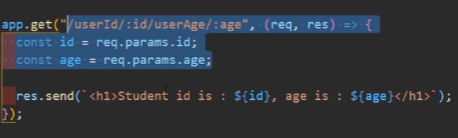 app.get("/userId/:id/userAge/:age", (req, res) => {
const id = req.params.id;
const age = req.params.age;
res.send(`<h1>Student id is : ${id}, age is : ${age}</h1>`);
});